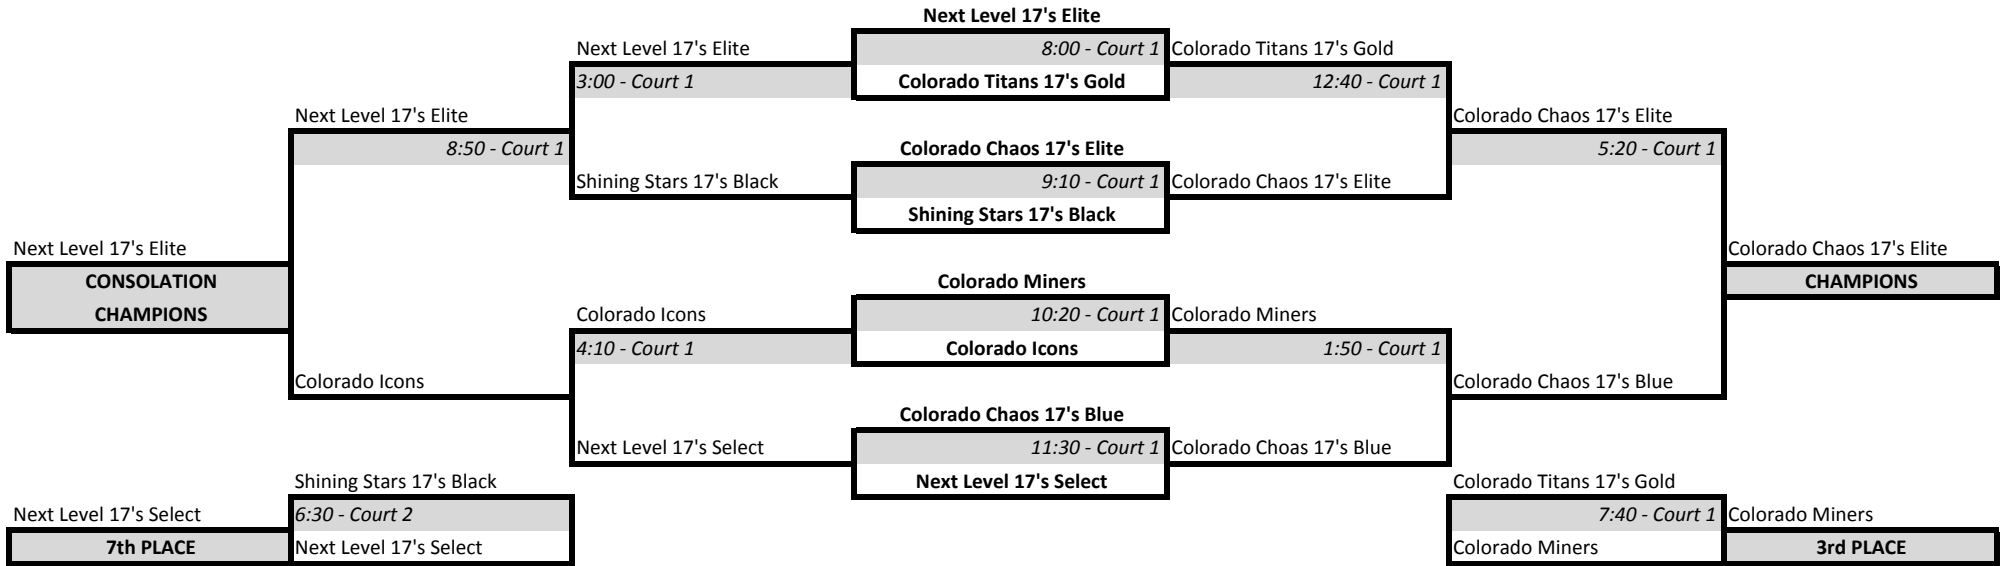 Next Level 17's Elite
Next Level 17's Elite
8:00 - Court 1
Colorado Titans 17's Gold
3:00 - Court 1
Colorado Titans 17's Gold
12:40 - Court 1
Next Level 17's Elite
Colorado Chaos 17's Elite
8:50 - Court 1
Colorado Chaos 17's Elite
5:20 - Court 1
Shining Stars 17's Black
9:10 - Court 1
Colorado Chaos 17's Elite
Shining Stars 17's Black
Next Level 17's Elite
Colorado Chaos 17's Elite
CONSOLATION
Colorado Miners
CHAMPIONS
CHAMPIONS
Colorado Icons
10:20 - Court 1
Colorado Miners
4:10 - Court 1
Colorado Icons
1:50 - Court 1
Colorado Icons
Colorado Chaos 17's Blue
Colorado Chaos 17's Blue
Next Level 17's Select
11:30 - Court 1
Colorado Choas 17's Blue
Shining Stars 17's Black
Next Level 17's Select
Colorado Titans 17's Gold
Next Level 17's Select
6:30 - Court 2
7:40 - Court 1
Colorado Miners
7th PLACE
Next Level 17's Select
Colorado Miners
3rd PLACE